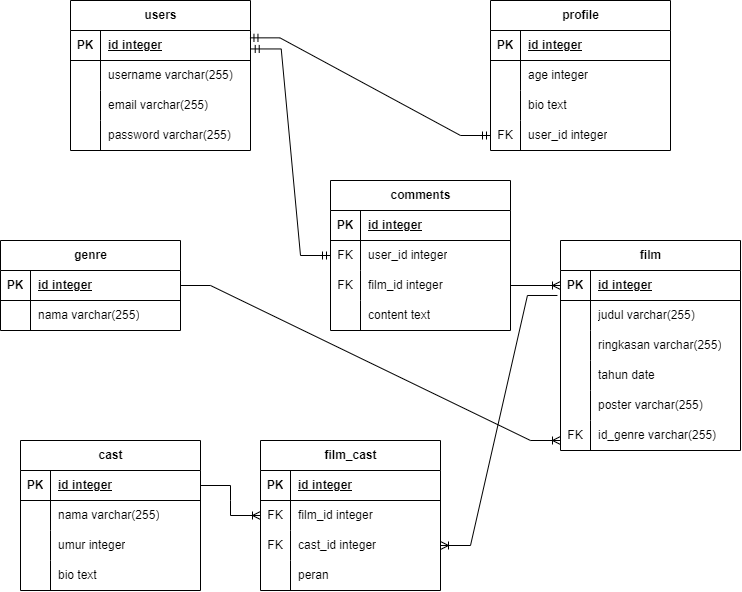 users
PK id integer
username varchar(255)
email varchar(255)
password varchar(255)
profile
PK id integer
age integer
bio text
FK user_id integer
comments
PK id integer
FK user_id integer
FK film_id integer
content text
genre
PK id integer
nama varchar(255)
film
PK id integer
judul varchar(255)
ringkasan varchar(255)
tahun date
poster varchar(255)
FK id_genre varchar(255)
cast
PK id integer
nama varchar(255)
umur integer
bio text
film_cast
PK id integer
FK film_id integer
FK cast_id integer
peran